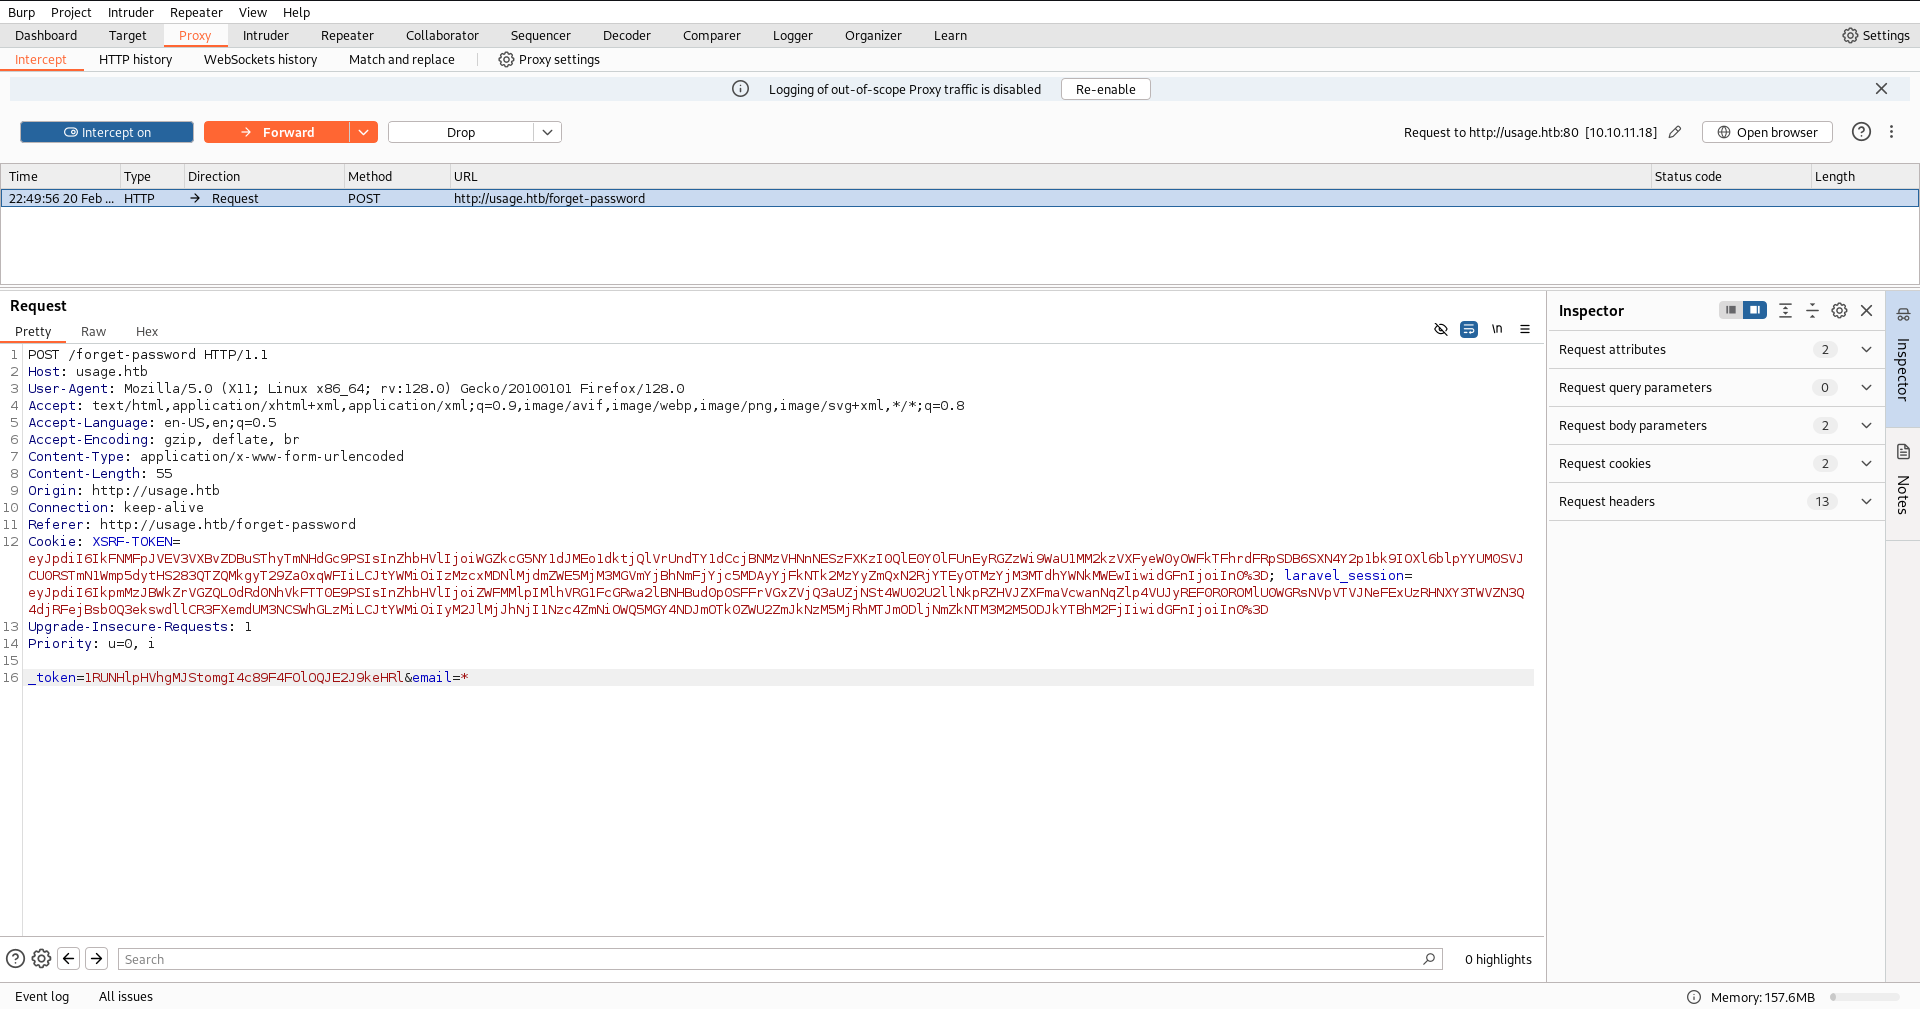 Burp Project Intruder Repeater View Help
Dashboard Target Proxy Intruder Repeater Collaborator Sequencer Decoder Comparer Logger Organizer Learn Settings
Intercept HTTP history WebSockets history Match and replace Proxy settings
Logging of out-of-scope Proxy traffic is disabled Re-enable
Intercept on Forward Drop Request to http://usage.htb:80 [10.10.11.18] Open browser
Time Type Direction Method URL Status code Length
22:49:56 20 Feb ... HTTP → Request POST http://usage.htb/forget-password
Request
Pretty Raw Hex
\n
1 POST /forget-password HTTP/1.1
2 Host: usage.htb
3 User-Agent: Mozilla/5.0 (X11; Linux x86_64; rv:128.0) Gecko/20100101 Firefox/128.0
4 Accept: text/html,application/xhtml+xml,application/xml;q=0.9,image/avif,image/webp,image/png,image/svg+xml,*/*;q=0.8
5 Accept-Language: en-US,en;q=0.5
6 Accept-Encoding: gzip, deflate, br
7 Content-Type: application/x-www-form-urlencoded
8 Content-Length: 55
9 Origin: http://usage.htb
10 Connection: keep-alive
11 Referer: http://usage.htb/forget-password
12 Cookie: XSRF-TOKEN=
; laravel_session=
13 Upgrade-Insecure-Requests: 1
14 Priority: u=0, i
15
16 _token=1RUNHlpHVhgMJStomgI4c89F4F0l0QJE2J9keHRl&email=*
Search
0 highlights
Event log All issues
Memory: 157.6MB
Inspector
Request attributes 2
Request query parameters 0
Request body parameters 2
Request cookies 2
Request headers 13
Inspector
Notes